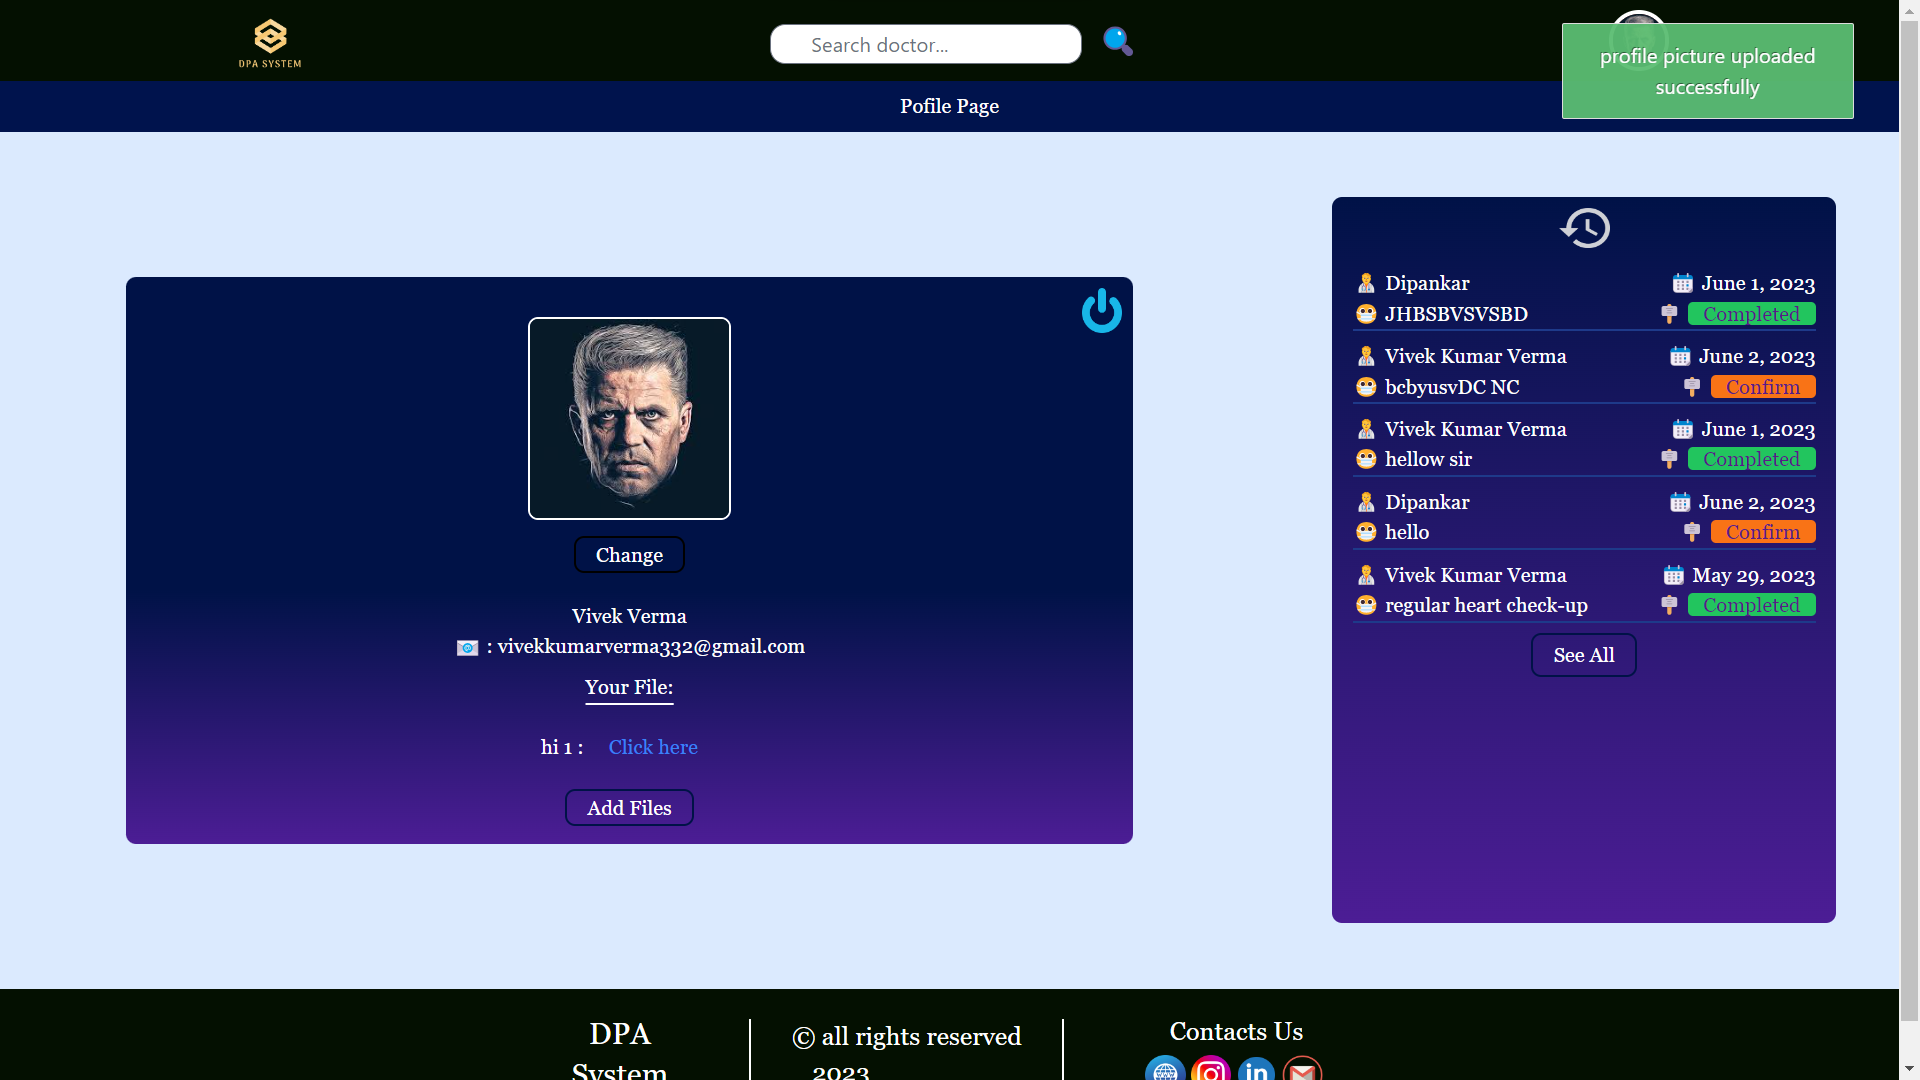 DPA SYSTEM
Search doctor...
profile picture uploaded
successfully
Pofile Page
Change
Vivek Verma
: vivekkumarverma332@gmail.com
Your File:
hi 1 : Click here
Add Files
Dipankar June 1, 2023
JHBSBVSVSBD Completed
Vivek Kumar Verma June 2, 2023
bcbyusvDC NC Confirm
Vivek Kumar Verma June 1, 2023
hellow sir Completed
Dipankar June 2, 2023
hello Confirm
Vivek Kumar Verma May 29, 2023
regular heart check-up Completed
See All
DPA
System
© all rights reserved
2023
Contacts Us
in